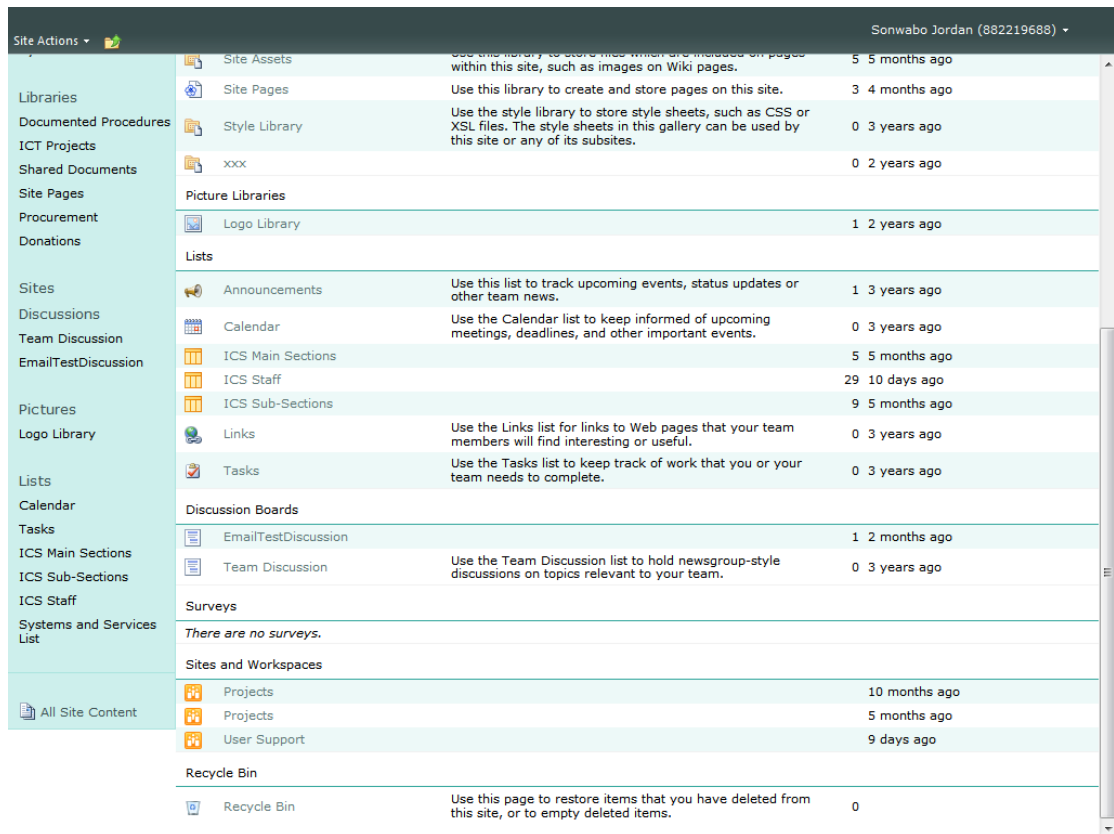 Site Actions
Sonwabo Jordan (882219688)
Libraries
Documented Procedures
ICT Projects
Shared Documents
Site Pages
Procurement
Donations
Sites
Discussions
Team Discussion
EmailTestDiscussion
Pictures
Logo Library
Lists
Calendar
Tasks
ICS Main Sections
ICS Sub-Sections
ICS Staff
Systems and Services
List
All Site Content
Site Assets
Use this library to store files which are included on pages
within this site, such as images on Wiki pages.
5 5 months ago
Site Pages
Use this library to create and store pages on this site.
3 4 months ago
Style Library
Use the style library to store style sheets, such as CSS or
XSL files. The style sheets in this gallery can be used by
this site or any of its subsites.
0 3 years ago
xxx
0 2 years ago
Picture Libraries
Logo Library
1 2 years ago
Lists
Announcements
Use this list to track upcoming events, status updates or
other team news.
1 3 years ago
Calendar
Use the Calendar list to keep informed of upcoming
meetings, deadlines, and other important events.
0 3 years ago
ICS Main Sections
5 5 months ago
ICS Staff
29 10 days ago
ICS Sub-Sections
9 5 months ago
Links
Use the Links list for links to Web pages that your team
members will find interesting or useful.
0 3 years ago
Tasks
Use the Tasks list to keep track of work that you or your
team needs to complete.
0 3 years ago
Discussion Boards
EmailTestDiscussion
1 2 months ago
Team Discussion
Use the Team Discussion list to hold newsgroup-style
discussions on topics relevant to your team.
0 3 years ago
Surveys
There are no surveys.
Sites and Workspaces
Projects
10 months ago
Projects
5 months ago
User Support
9 days ago
Recycle Bin
Recycle Bin
Use this page to restore items that you have deleted from
this site, or to empty deleted items.
0